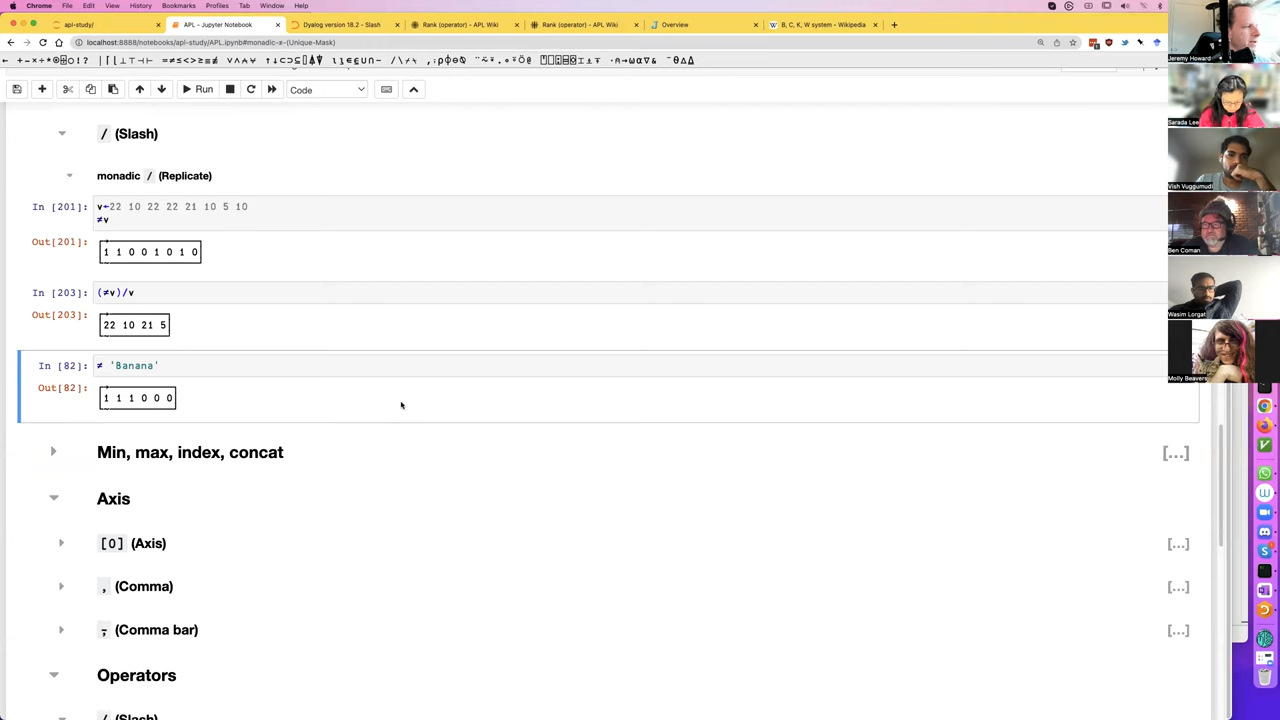 Chrome File Edit View History Bookmarks Profiles Tab Window Help
apl-study/
APL - Jupyter Notebook
Dyalog version 18.2 - Slash
Rank (operator) - APL Wiki
Rank (operator) - APL Wiki
Overview
B, C, K, W system - Wikipedia
localhost:8888/notebooks/apl-study/APL.ipynb#monadic-≠-(Unique-Mask)
Run
Code
/ (Slash)
monadic / (Replicate)
In [201]: v←22 10 22 22 21 10 5 10
≠v
Out[201]: 1 1 0 0 1 0 1 0
In [203]: (≠v)/v
Out[203]: 22 10 21 5
In [82]: ≠ 'Banana'
Out[82]: 1 1 1 0 0 0
Min, max, index, concat
[...]
Axis
[0] (Axis)
[...]
, (Comma)
[...]
⍪ (Comma bar)
[...]
Operators
/ (Slash)
Jeremy Howard
Sarada Lee
Vish Vuggumudi
Ben Coman
Wasim Lorgat
Molly Beavers